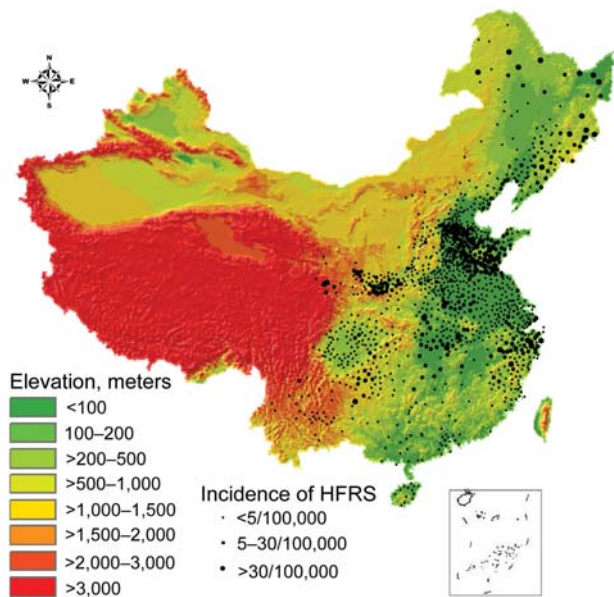 N
W E
S
Elevation, meters
<100
100–200
>200–500
>500–1,000
>1,000–1,500
>1,500–2,000
>2,000–3,000
>3,000
Incidence of HFRS
<5/100,000
5–30/100,000
>30/100,000